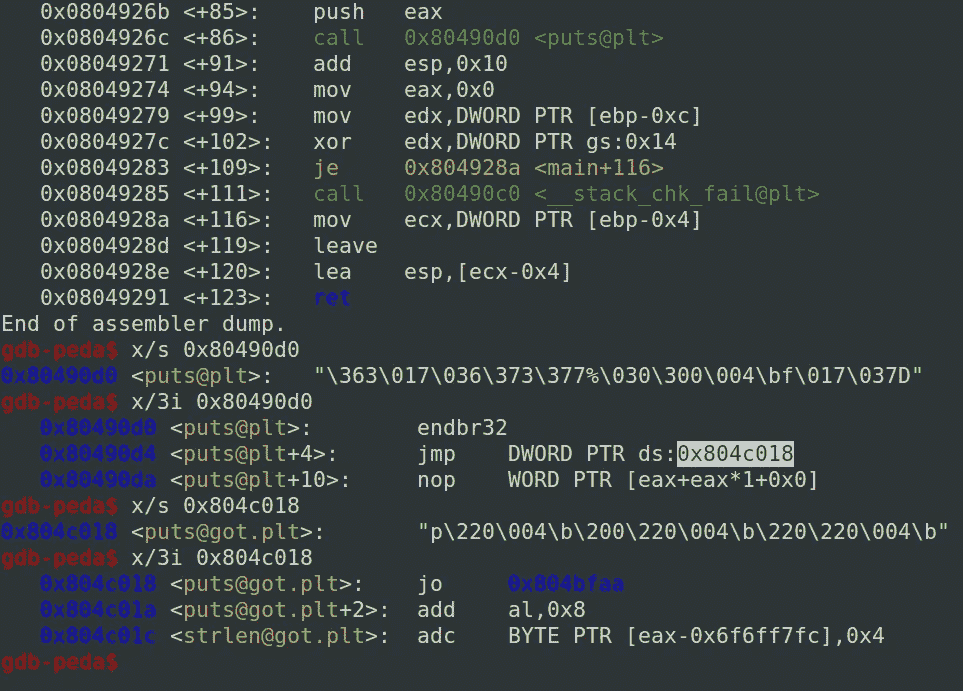 0x0804926b <+85>: push eax
0x0804926c <+86>: call 0x80490d0 <puts@plt>
0x08049271 <+91>: add esp,0x10
0x08049274 <+94>: mov eax,0x0
0x08049279 <+99>: mov edx,DWORD PTR [ebp-0xc]
0x0804927c <+102>: xor edx,DWORD PTR gs:0x14
0x08049283 <+109>: je 0x804928a <main+116>
0x08049285 <+111>: call 0x80490c0 <__stack_chk_fail@plt>
0x0804928a <+116>: mov ecx,DWORD PTR [ebp-0x4]
0x0804928d <+119>: leave
0x0804928e <+120>: lea esp,[ecx-0x4]
0x08049291 <+123>: ret
End of assembler dump.
gdb-peda$ x/s 0x80490d0
0x80490d0 <puts@plt>: "\363\017\036\373\377%\030\300\004\bf\017\037D"
gdb-peda$ x/3i 0x80490d0
0x80490d0 <puts@plt>: endbr32
0x80490d4 <puts@plt+4>: jmp DWORD PTR ds:0x804c018
0x80490da <puts@plt+10>: nop WORD PTR [eax+eax*1+0x0]
gdb-peda$ x/s 0x804c018
0x804c018 <puts@got.plt>: "p\220\004\b\200\220\004\b\220\220\004\b"
gdb-peda$ x/3i 0x804c018
0x804c018 <puts@got.plt>: jo 0x804bfaa
0x804c01a <puts@got.plt+2>: add al,0x8
0x804c01c <strlen@got.plt>: adc BYTE PTR [eax-0x6f6ff7fc],0x4
gdb-peda$